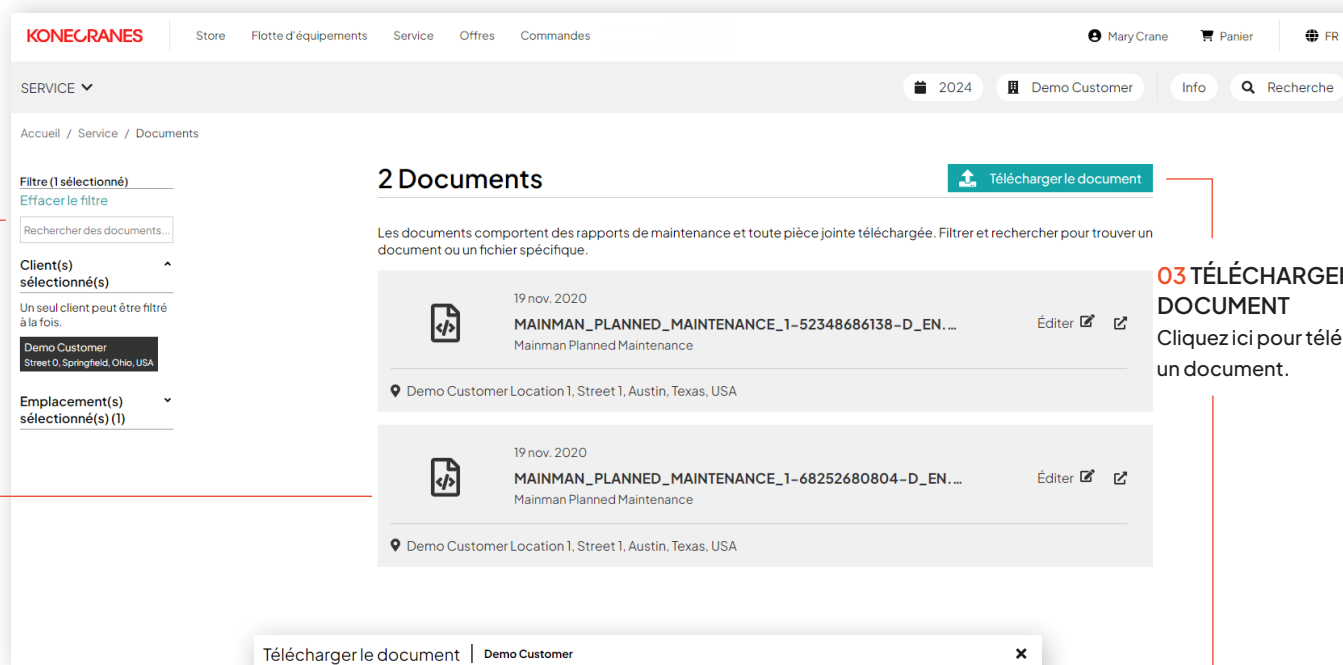 KONECRANES
Store Flotte d'équipements Service Offres Commandes
Mary Crane Panier FR
SERVICE
2024 Demo Customer Info Recherche
Accueil / Service / Documents
Filtre (1 sélectionné)
Effacer le filtre
Rechercher des documents...
Client(s)
sélectionné(s)
Un seul client peut être filtré
à la fois.
Demo Customer
Street 0, Springfield, Ohio, USA
Emplacement(s)
sélectionné(s) (1)
2 Documents
Télécharger le document
Les documents comportent des rapports de maintenance et toute pièce jointe téléchargée. Filtrer et rechercher pour trouver un
document ou un fichier spécifique.
19 nov. 2020
MAINMAN_PLANNED_MAINTENANCE_1-52348686138-D_EN....
Mainman Planned Maintenance
Éditer
Demo Customer Location 1, Street 1, Austin, Texas, USA
19 nov. 2020
MAINMAN_PLANNED_MAINTENANCE_1-68252680804-D_EN....
Mainman Planned Maintenance
Éditer
Demo Customer Location 1, Street 1, Austin, Texas, USA
03 TÉLÉCHARGER
DOCUMENT
Cliquez ici pour télé
un document.
Télécharger le document Demo Customer